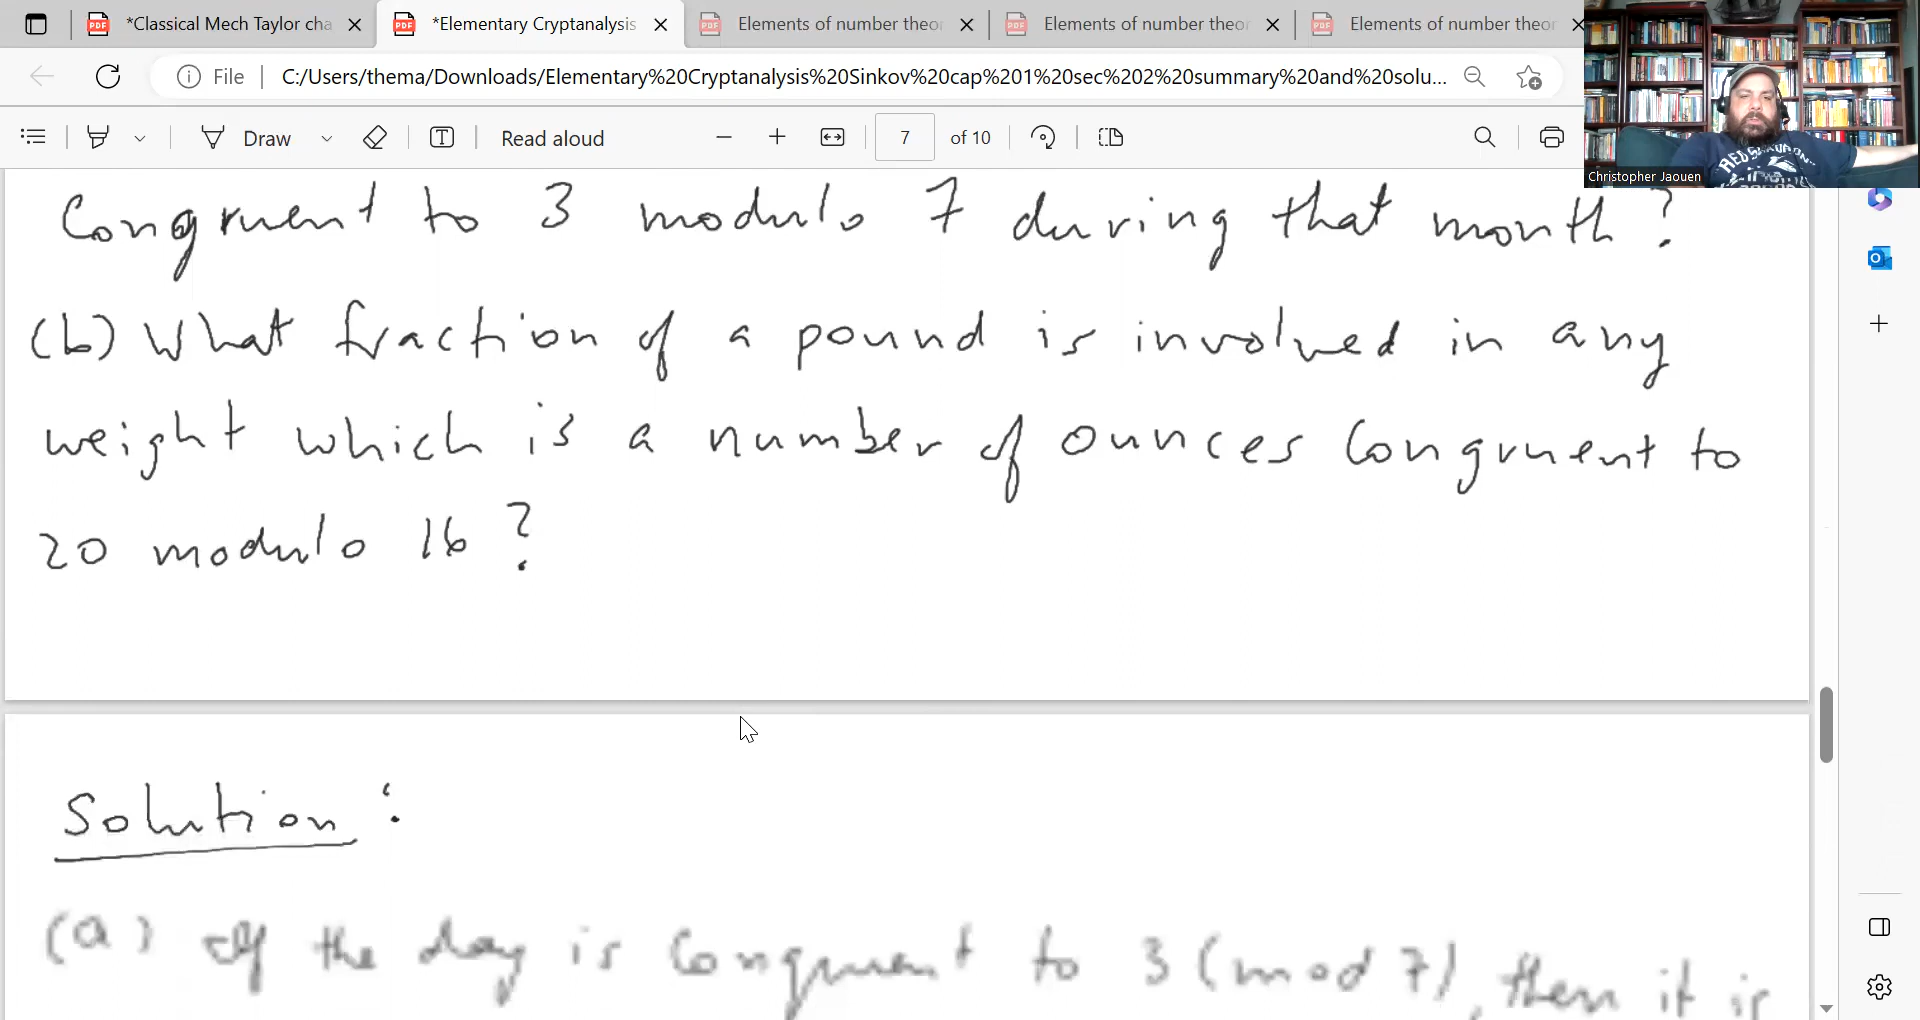 *Classical Mech Taylor cha
*Elementary Cryptanalysis
Elements of number theor
Elements of number theor
Elements of number theor
File
C:/Users/thema/Downloads/Elementary%20Cryptanalysis%20Sinkov%20cap%201%20sec%202%20summary%20and%20solu...
Draw
Read aloud
7
of 10
Christopher Jaouen
Congruent to 3 modulo 7 during that month?
(b) What fraction of a pound is involved in any
weight which is a number of ounces congruent to
20 modulo 16?
Solution:
(a) If the day is congruent to 3 (mod 7), then it is